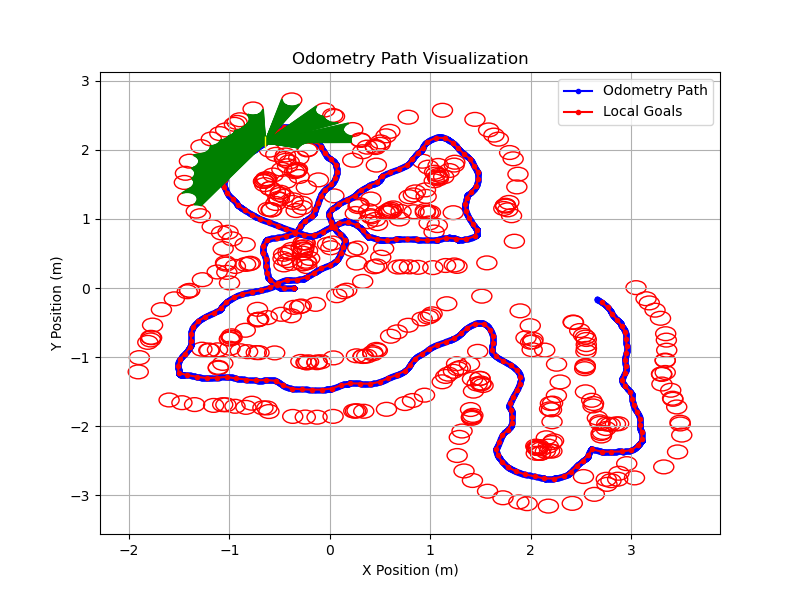 Odometry Path Visualization
Odometry Path
Local Goals
3
2
1
0
−1
−2
−3
Y Position (m)
−2
−1
0
1
2
3
X Position (m)